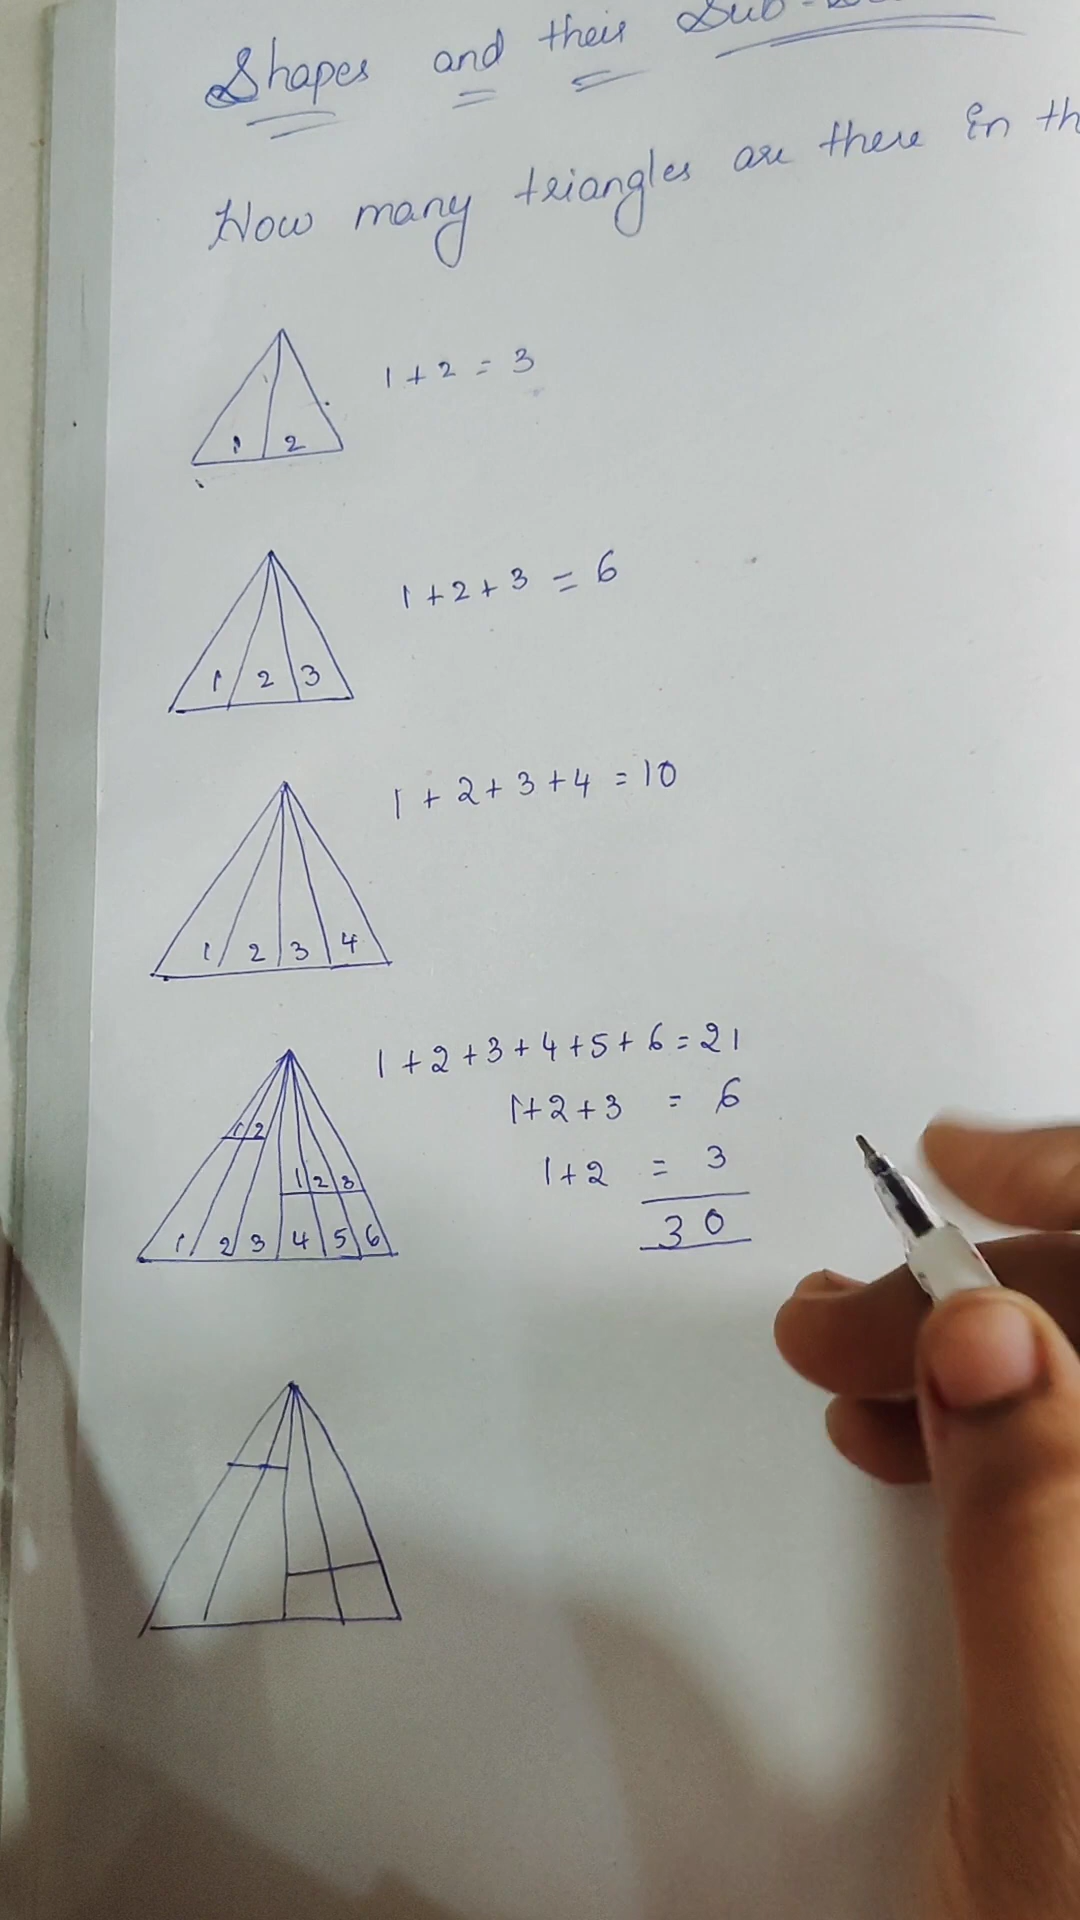 Shapes and their Sub-
How many triangles are there in th
1 + 2 = 3
1 2
1 + 2 + 3 = 6
1 2 3
1 + 2 + 3 + 4 = 10
1 2 3 4
1 + 2 + 3 + 4 + 5 + 6 = 21
1 + 2 + 3 = 6
1 2
1 + 2 = 3
1 2 3
30
1 2 3 4 5 6